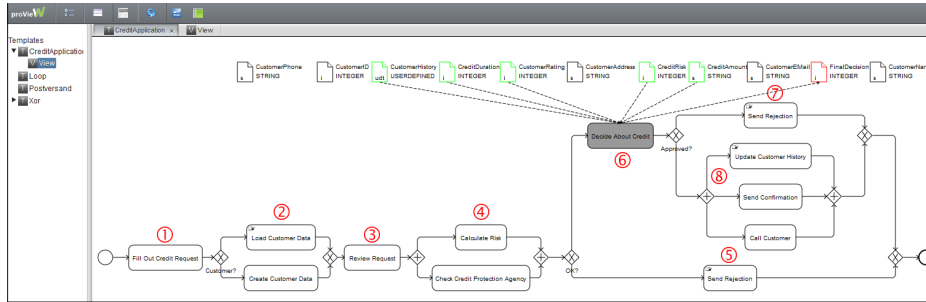 proVieW
CreditApplication ×
View
Templates
CreditApplication
View
Loop
Postversand
Xor
CustomerPhone
STRING
s
CustomerID
INTEGER
i
CustomerHistory
USERDEFINED
udt
CreditDuration
INTEGER
i
CustomerRating
INTEGER
i
CustomerAddress
STRING
s
CreditRisk
INTEGER
i
CreditAmount
STRING
s
CustomerEMail
STRING
s
FinalDecision
INTEGER
i
CustomerNam
STRING
s
⑦
Send Rejection
Decide About Credit
Approved?
⑥
Update Customer History
⑧
Send Confirmation
Call Customer
①
Fill Out Credit Request
②
Load Customer Data
Customer?
Create Customer Data
③
Review Request
④
Calculate Risk
Check Credit Protection Agency
OK?
⑤
Send Rejection